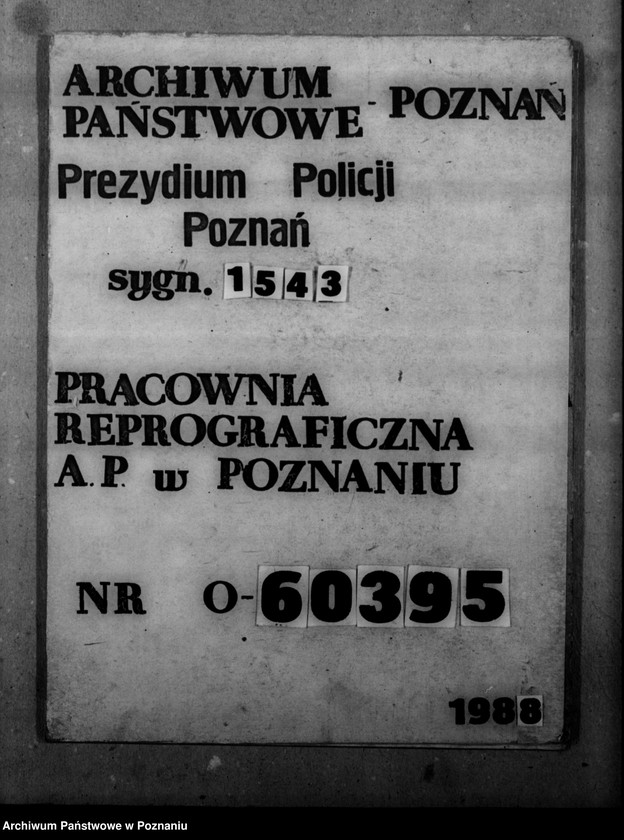 ARCHIWUM
PAŃSTWOWE - POZNAŃ
Prezydium Policji
Poznań
sygn. 1543
PRACOWNIA
REPROGRAFICZNA
A.P. w POZNANIU
NR O-60395
1988
Archiwum Państwowe w Poznaniu